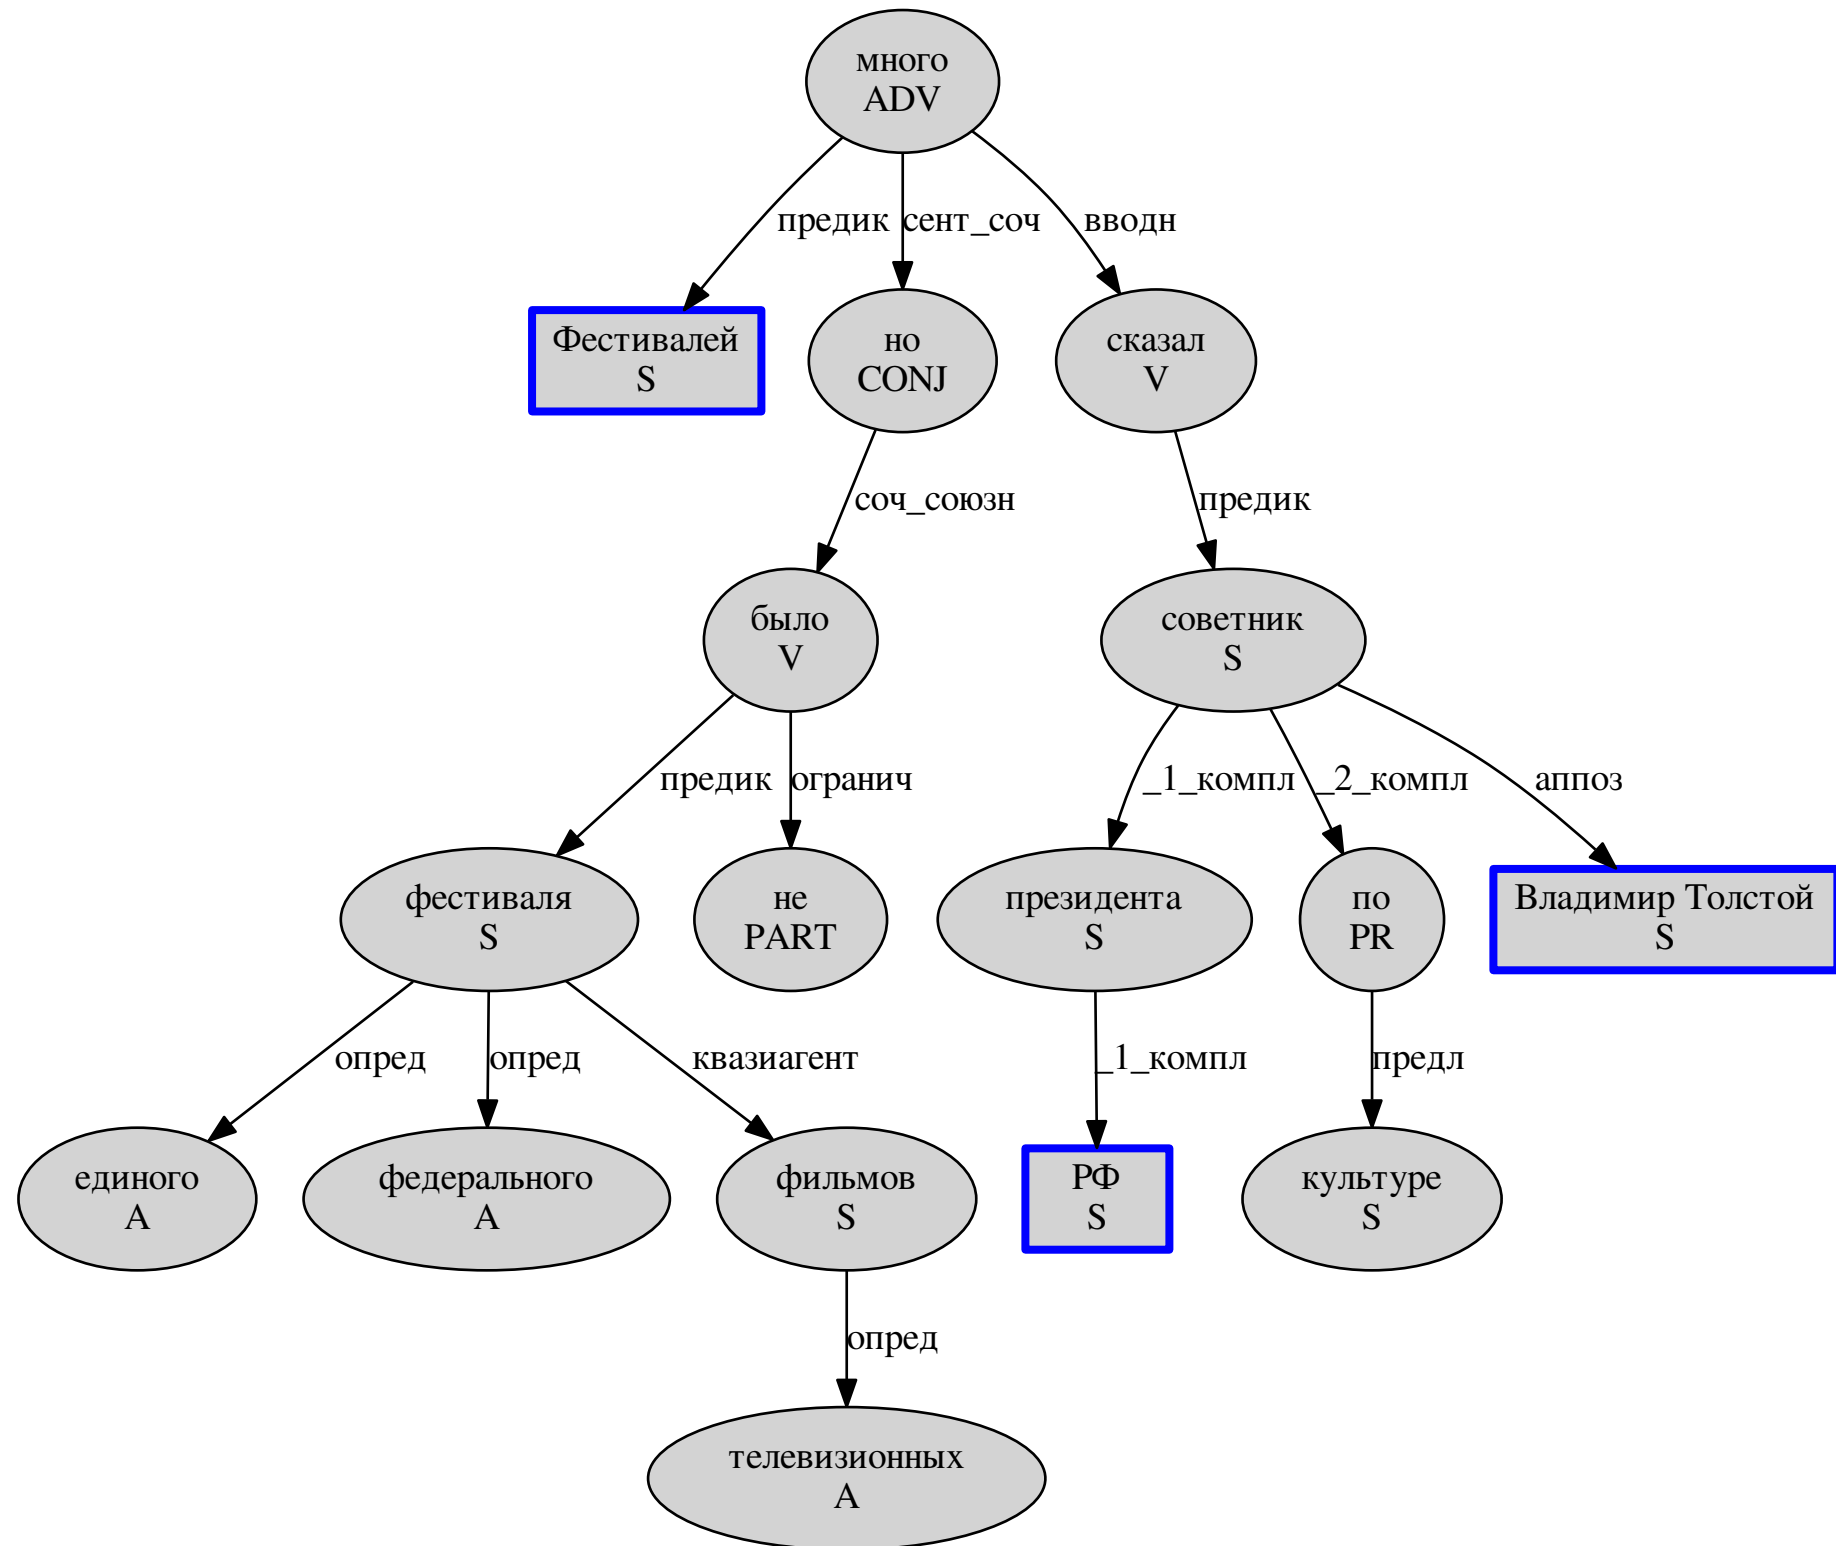 много
ADV
предик
сент_соч
вводн
Фестивалей
S
но
CONJ
сказал
V
соч_союзн
предик
было
V
советник
S
предик
огранич
_1_компл
_2_компл
аппоз
фестиваля
S
не
PART
президента
S
по
PR
Владимир Толстой
S
опред
опред
квазиагент
_1_компл
предл
единого
A
федерального
A
фильмов
S
РФ
S
культуре
S
опред
телевизионных
A